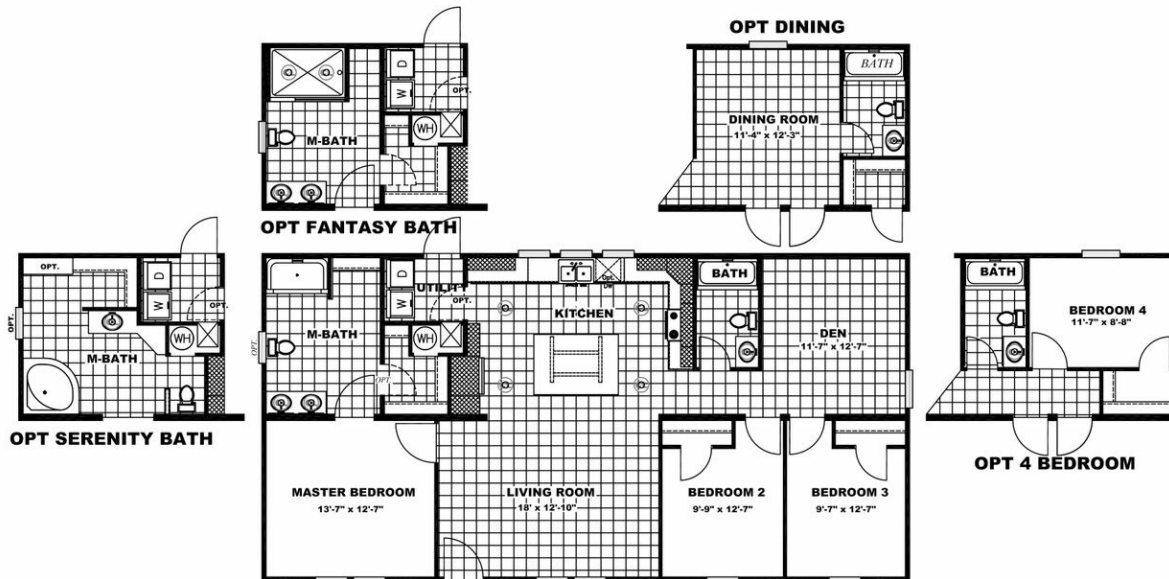 OPT DINING
D
W
OPT.
WH
M-BATH
BATH
DINING ROOM
11'-4" x 12'-3"
OPT FANTASY BATH
OPT.
D
W
OPT.
OPT.
WH
M-BATH
OPT SERENITY BATH
D
UTILITY
W
OPT.
WH
M-BATH
OPT.
OPT.
Opt.
DW
KITCHEN
BATH
DEN
11'-7" x 12'-7"
MASTER BEDROOM
13'-7" x 12'-7"
LIVING ROOM
18' x 12'-10"
BEDROOM 2
9'-9" x 12'-7"
BEDROOM 3
9'-7" x 12'-7"
BATH
BEDROOM 4
11'-7" x 8'-8"
OPT 4 BEDROOM